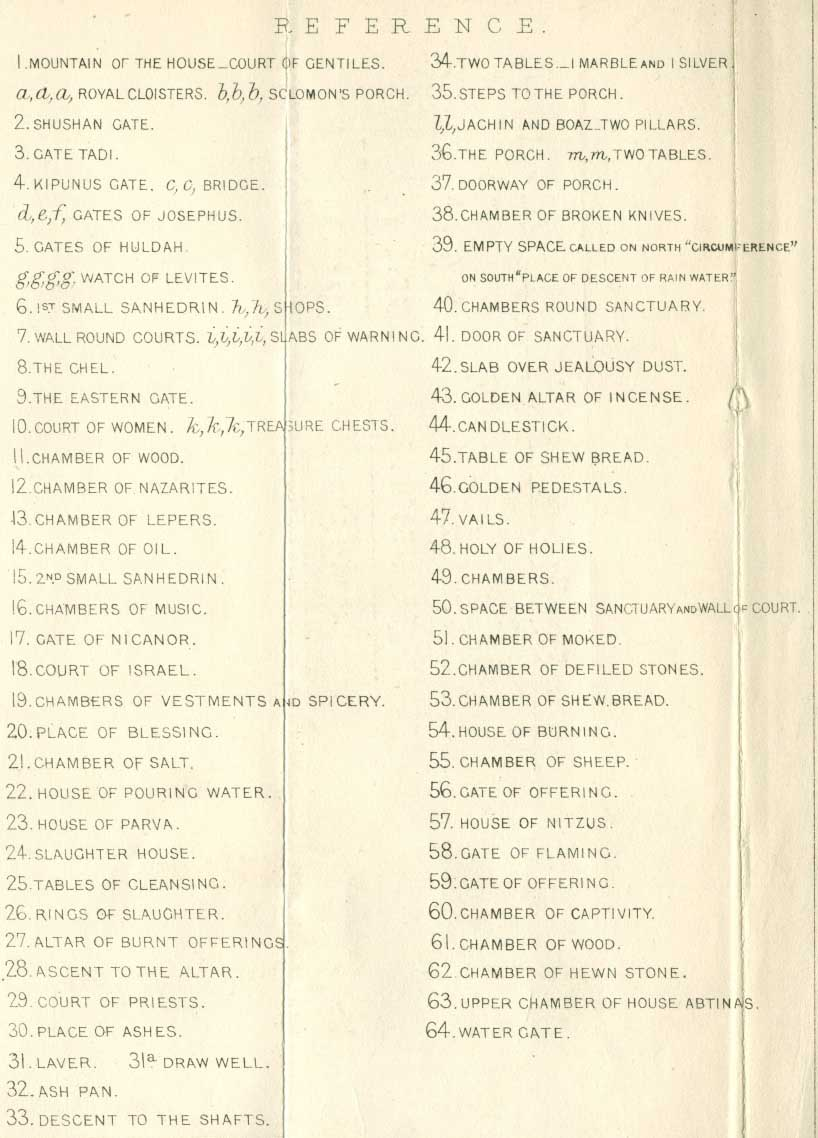 REFERENCE.
1. MOUNTAIN OF THE HOUSE_COURT OF GENTILES.
a, a, a, ROYAL CLOISTERS. b, b, b, SOLOMON'S PORCH.
2. SHUSHAN GATE.
3. GATE TADI.
4. KIPUNUS GATE. c, c, BRIDGE.
d, e, f, GATES OF JOSEPHUS.
5. GATES OF HULDAH.
g, g, g, g, WATCH OF LEVITES.
6. 1ST SMALL SANHEDRIN. h, h, SHOPS.
7. WALL ROUND COURTS. i, i, i, i, i, SLABS OF WARNING.
8. THE CHEL.
9. THE EASTERN GATE.
10. COURT OF WOMEN. k, k, k, TREASURE CHESTS.
11. CHAMBER OF WOOD.
12. CHAMBER OF NAZARITES.
13. CHAMBER OF LEPERS.
14. CHAMBER OF OIL.
15. 2ND SMALL SANHEDRIN.
16. CHAMBERS OF MUSIC.
17. GATE OF NICANOR.
18. COURT OF ISRAEL.
19. CHAMBERS OF VESTMENTS AND SPICERY.
20. PLACE OF BLESSING.
21. CHAMBER OF SALT.
22. HOUSE OF POURING WATER.
23. HOUSE OF PARVA.
24. SLAUGHTER HOUSE.
25. TABLES OF CLEANSING.
26. RINGS OF SLAUGHTER.
27. ALTAR OF BURNT OFFERINGS.
28. ASCENT TO THE ALTAR.
29. COURT OF PRIESTS.
30. PLACE OF ASHES.
31. LAVER. 31a DRAW WELL.
32. ASH PAN.
33. DESCENT TO THE SHAFTS.
34. TWO TABLES._1 MARBLE AND 1 SILVER.
35. STEPS TO THE PORCH.
l, l, JACHIN AND BOAZ_TWO PILLARS.
36. THE PORCH. m, m, TWO TABLES.
37. DOORWAY OF PORCH.
38. CHAMBER OF BROKEN KNIVES.
39. EMPTY SPACE CALLED ON NORTH "CIRCUMFERENCE"
ON SOUTH "PLACE OF DESCENT OF RAIN WATER."
40. CHAMBERS ROUND SANCTUARY.
41. DOOR OF SANCTUARY.
42. SLAB OVER JEALOUSY DUST.
43. GOLDEN ALTAR OF INCENSE.
44. CANDLESTICK.
45. TABLE OF SHEW BREAD.
46. GOLDEN PEDESTALS.
47. VAILS.
48. HOLY OF HOLIES.
49. CHAMBERS.
50. SPACE BETWEEN SANCTUARY AND WALL OF COURT.
51. CHAMBER OF MOKED.
52. CHAMBER OF DEFILED STONES.
53. CHAMBER OF SHEW BREAD.
54. HOUSE OF BURNING.
55. CHAMBER OF SHEEP.
56. GATE OF OFFERING.
57. HOUSE OF NITZUS.
58. GATE OF FLAMING.
59. GATE OF OFFERING.
60. CHAMBER OF CAPTIVITY.
61. CHAMBER OF WOOD.
62. CHAMBER OF HEWN STONE.
63. UPPER CHAMBER OF HOUSE ABTINAS.
64. WATER GATE.